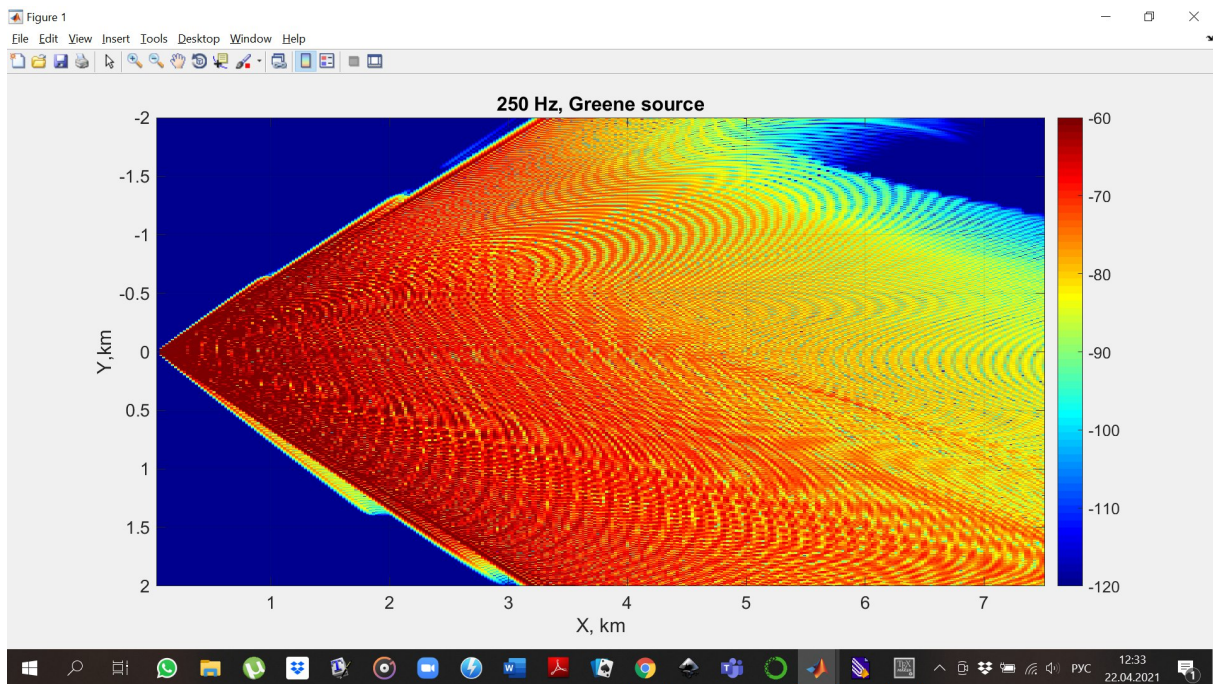 Figure 1
File Edit View Insert Tools Desktop Window Help
250 Hz, Greene source
-2
-1.5
-1
-0.5
0
0.5
1
1.5
2
Y,km
1 2 3 4 5 6 7
X, km
-60
-70
-80
-90
-100
-110
-120
РУС
12:33
22.04.2021
1